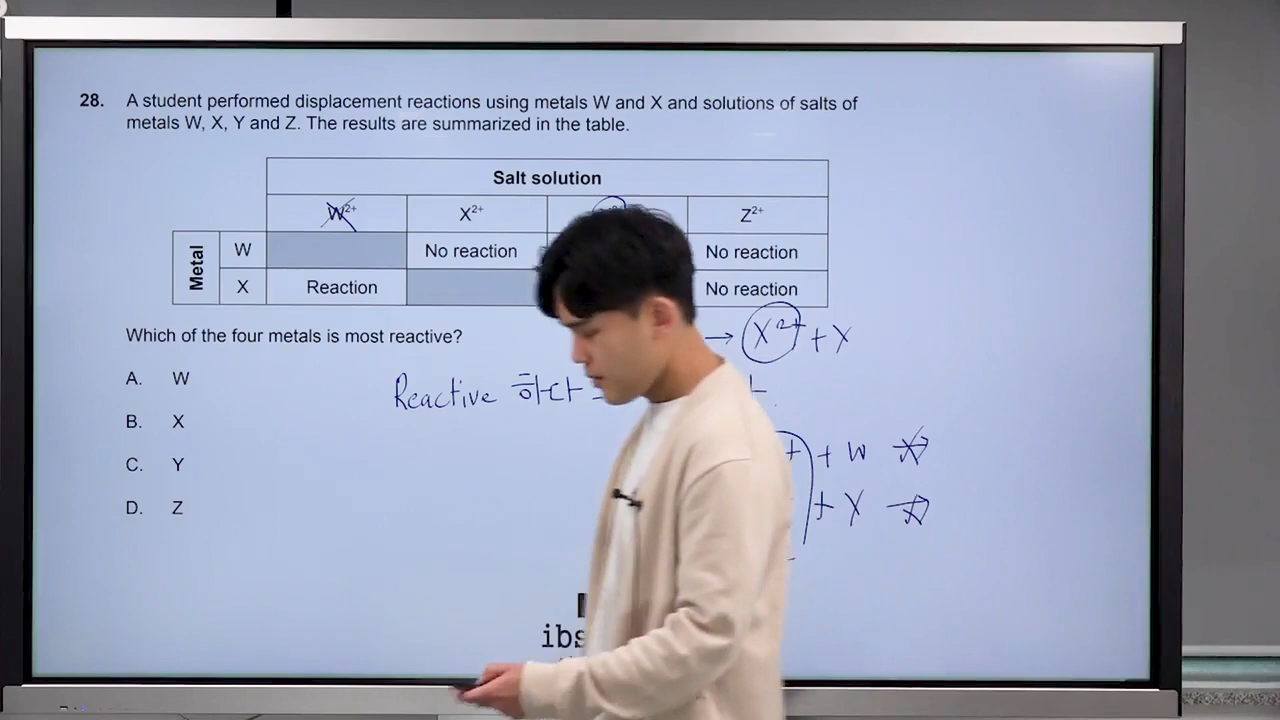 28. A student performed displacement reactions using metals W and X and solutions of salts of
metals W, X, Y and Z. The results are summarized in the table.
Salt solution
W2+ X2+ Z2+
Metal
W No reaction No reaction
X Reaction No reaction
Which of the four metals is most reactive?
→ X2+ + X
A. W
Reactive 하다
B. X
+ W
C. Y
+ X
D. Z
ibs